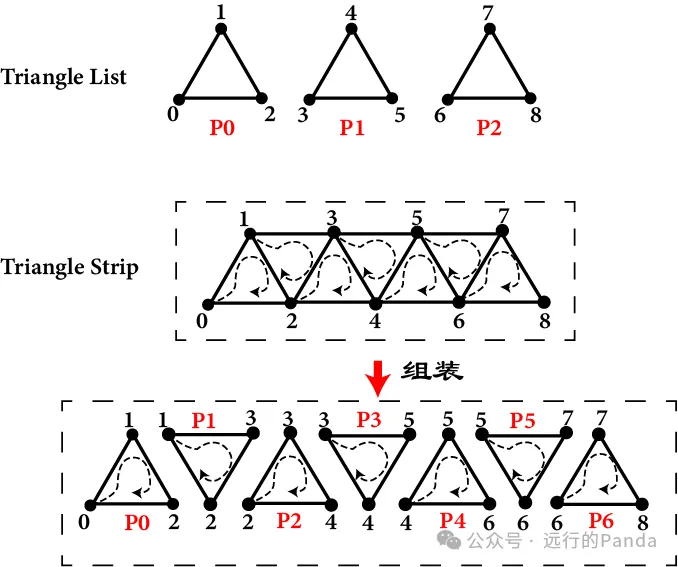 1 4 7
Triangle List
0 2 3 5 6 8
P0 P1 P2
1 3 5 7
Triangle Strip
0 2 4 6 8
组装
1 1 P1 3 3 3 P3 5 5 5 P5 7 7
0 P0 2 2 2 P2 4 4 4 P4 6 6 6 P6 8
公众号·远行的Panda